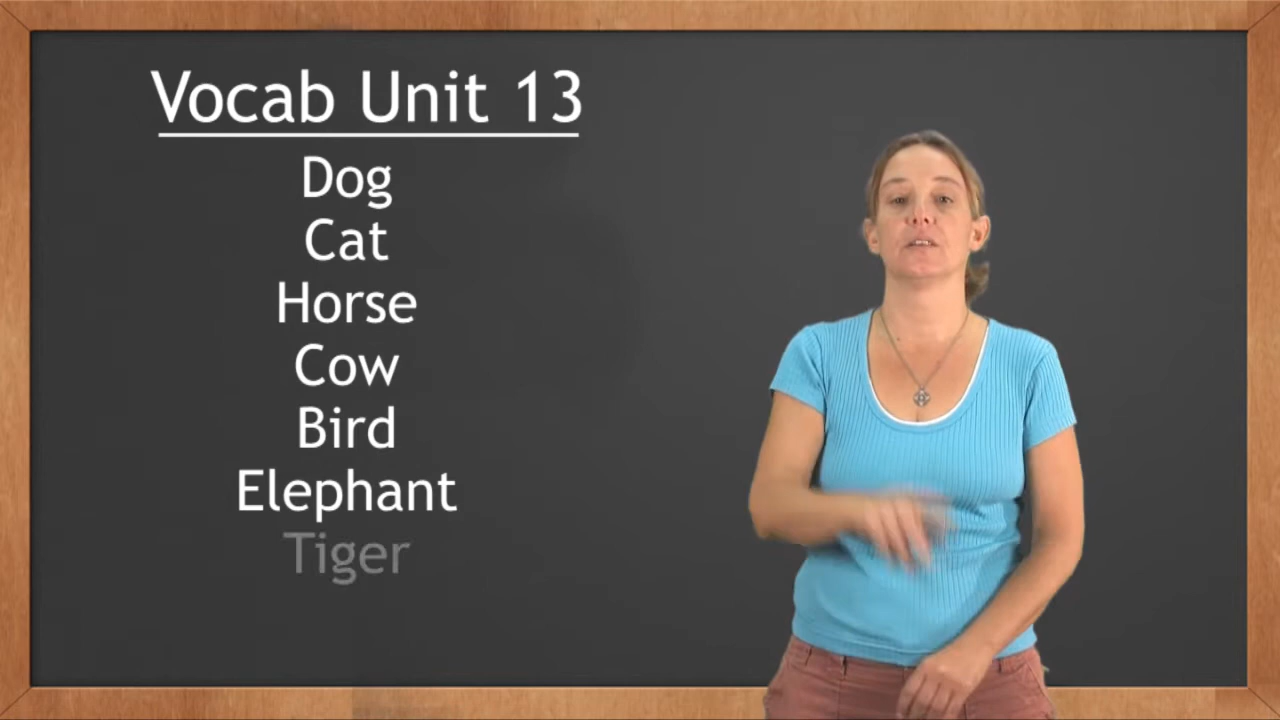 Vocab Unit 13
Dog
Cat
Horse
Cow
Bird
Elephant
Tiger